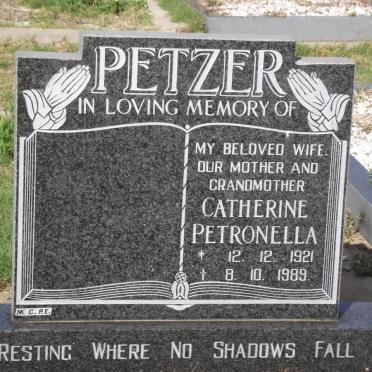 PETZER
IN LOVING MEMORY OF
MY BELOVED WIFE.
OUR MOTHER AND
GRANDMOTHER
CATHERINE
PETRONELLA
* 12. 12. 1921
† 8. 10. 1989
RESTING WHERE NO SHADOWS FALL